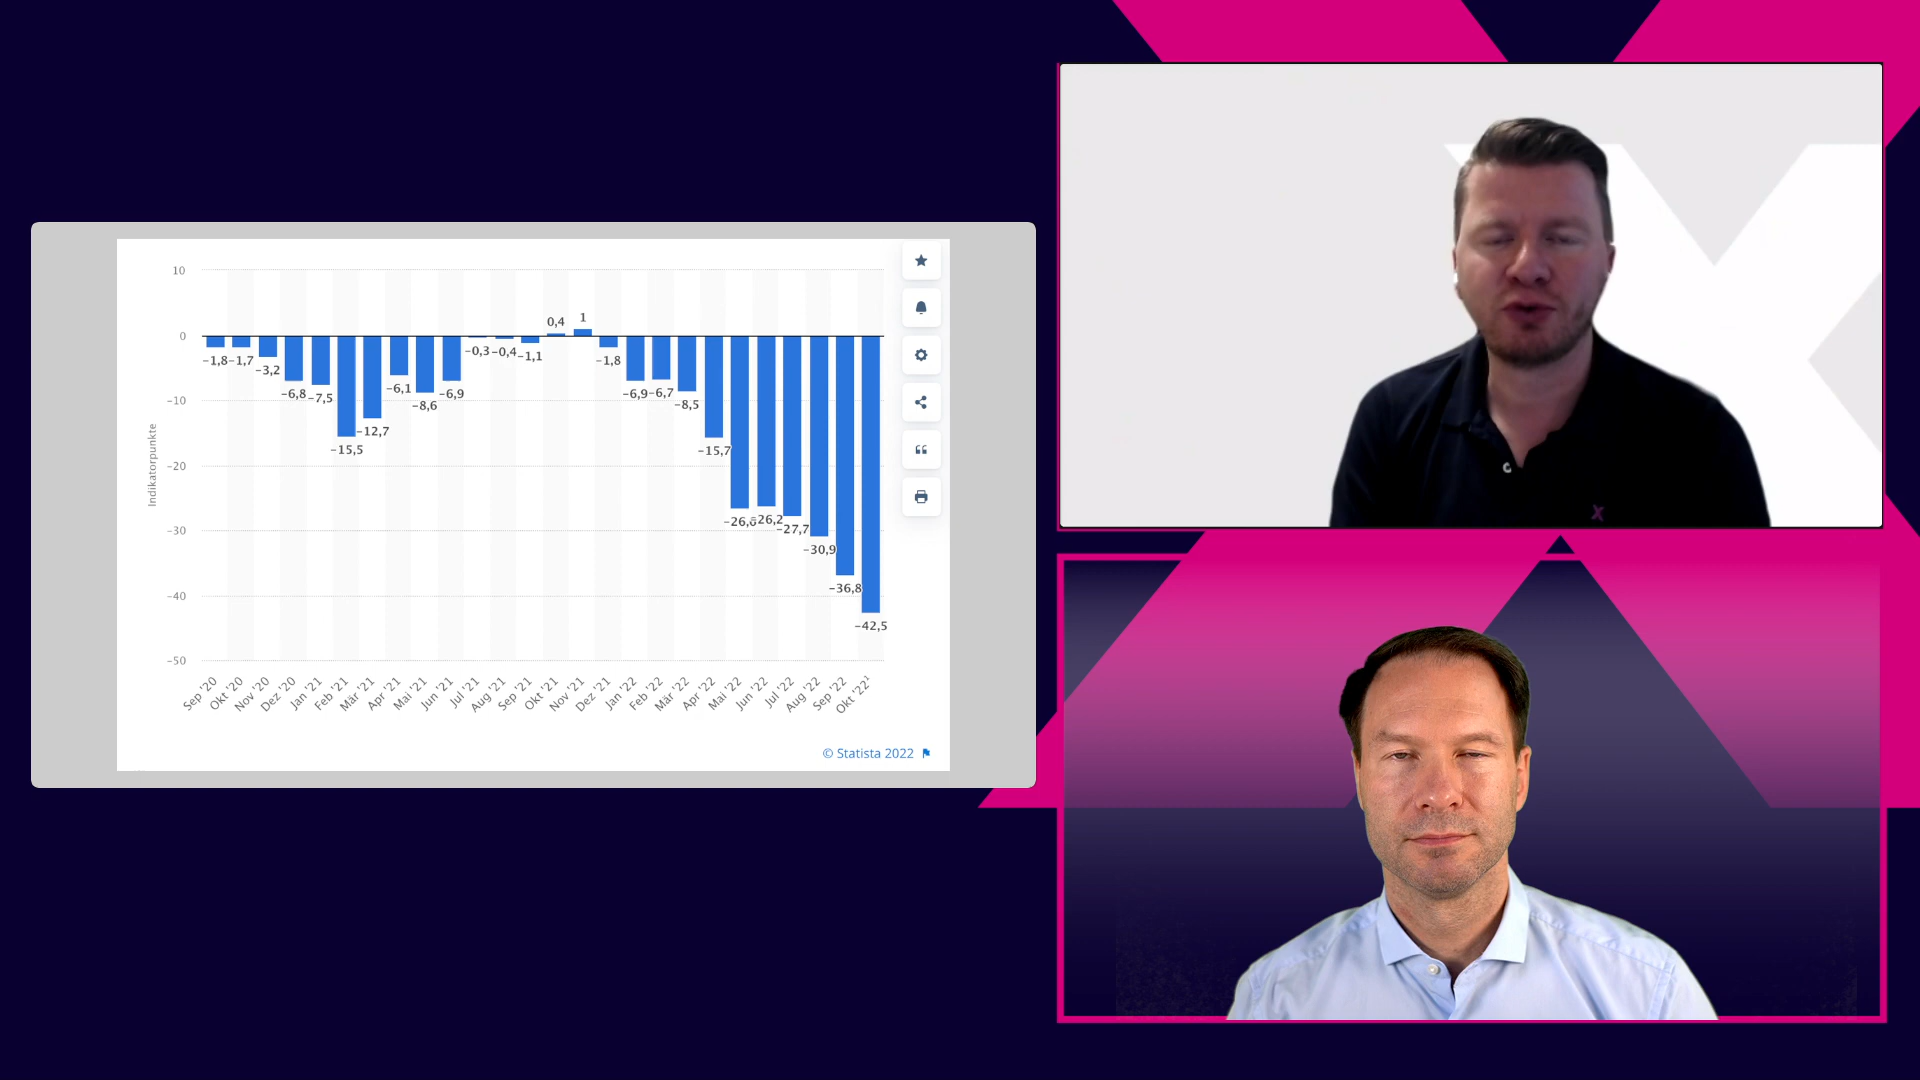 10
0
−10
−20
−30
−40
−50
Indikatorpunkte
−1,8
−1,7
−3,2
−6,8
−7,5
−15,5
−12,7
−6,1
−8,6
−6,9
−0,3
−0,4
−1,1
0,4
1
−1,8
−6,9
−6,7
−8,5
−15,7
−26,2
−27,7
−30,9
−36,8
−42,5
Sep '20
Okt '20
Nov '20
Dez '20
Jan '21
Feb '21
Mär '21
Apr '21
Mai '21
Jun '21
Jul '21
Aug '21
Sep '21
Okt '21
Nov '21
Dez '21
Jan '22
Feb '22
Mär '22
Apr '22
Mai '22
Jun '22
Jul '22
Aug '22
Sep '22
Okt '22¹
© Statista 2022
X